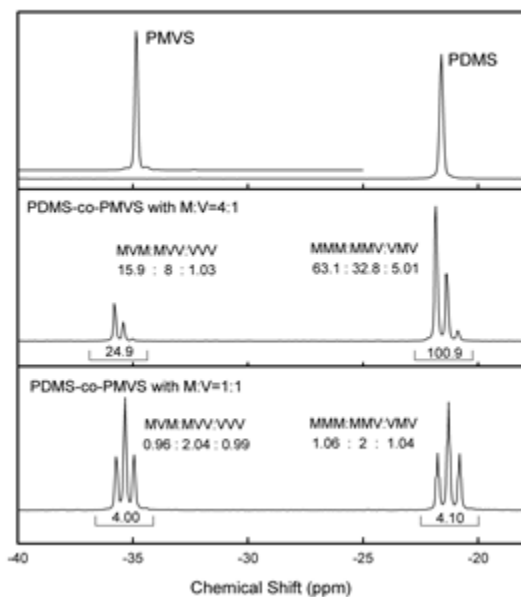 PMVS
PDMS
PDMS-co-PMVS with M:V=4:1
MVM:MVV:VVV
15.9 : 8 : 1.03
MMM:MMV:VMV
63.1 : 32.8 : 5.01
24.9
100.9
PDMS-co-PMVS with M:V=1:1
MVM:MVV:VVV
0.96 : 2.04 : 0.99
MMM:MMV:VMV
1.06 : 2 : 1.04
4.00
4.10
-40 -35 -30 -25 -20
Chemical Shift (ppm)